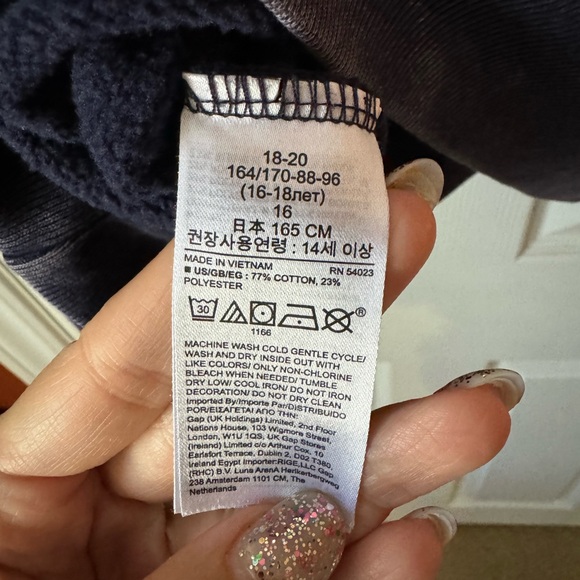 18-20
164/170-88-96
(16-18лет)
16
日本 165 CM
권장사용연령 : 14세 이상
MADE IN VIETNAM RN 54023
■ US/GB/EG : 77% COTTON, 23%
POLYESTER
30 ®
1166
MACHINE WASH COLD GENTLE CYCLE/
WASH AND DRY INSIDE OUT WITH
LIKE COLORS/ ONLY NON-CHLORINE
BLEACH WHEN NEEDED/ TUMBLE
DRY LOW/ COOL IRON/ DO NOT IRON
DECORATION/ DO NOT DRY CLEAN
Imported By/Importe Par/DISTRIBUIDO
POR/ΕΙΣΑΓΕΤΑΙ ΑΠΟ ΤΗΝ:
Gap (UK Holdings) Limited, 2nd Floor
Nations House, 103 Wigmore Street,
London, W1U 1QS, UK Gap Stores
(Ireland) Limited c/o Arthur Cox, 10
Earlsfort Terrace, Dublin 2, D02 T380,
Ireland Egypt Importer:RIGE,LLC Gap
(RHC) B.V. Luna ArenA Herikerbergweg
238 Amsterdam 1101 CM, The
Netherlands